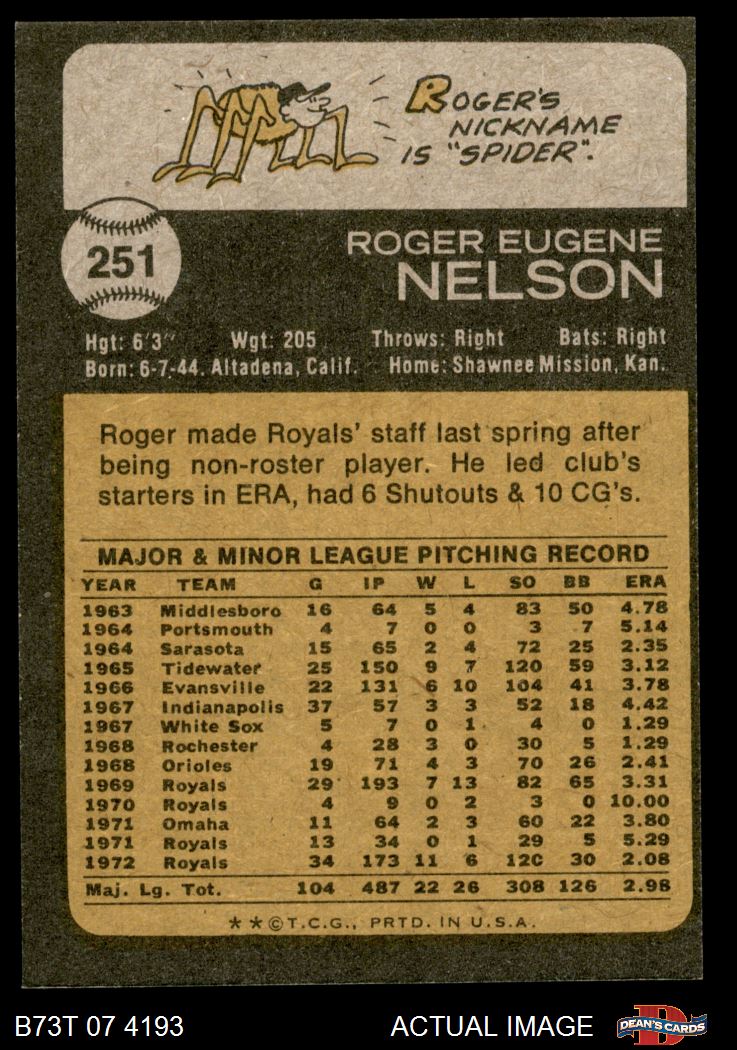 ROGER'S
NICKNAME
IS "SPIDER".
251
ROGER EUGENE
NELSON
Hgt: 6'3" Wgt: 205 Throws: Right Bats: Right
Born: 6-7-44. Altadena, Calif. Home: Shawnee Mission, Kan.
Roger made Royals' staff last spring after
being non-roster player. He led club's
starters in ERA, had 6 Shutouts & 10 CG's.
MAJOR & MINOR LEAGUE PITCHING RECORD
YEAR TEAM G IP W L SO BB ERA
1963 Middlesboro 16 64 5 4 83 50 4.78
1964 Portsmouth 4 7 0 0 3 7 5.14
1964 Sarasota 15 65 2 4 72 25 2.35
1965 Tidewater 25 150 9 7 120 59 3.12
1966 Evansville 22 131 6 10 104 41 3.78
1967 Indianapolis 37 57 3 3 52 18 4.42
1967 White Sox 5 7 0 1 4 0 1.29
1968 Rochester 4 28 3 0 30 5 1.29
1968 Orioles 19 71 4 3 70 26 2.41
1969 Royals 29 193 7 13 82 65 3.31
1970 Royals 4 9 0 2 3 0 10.00
1971 Omaha 11 64 2 3 60 22 3.80
1971 Royals 13 34 0 1 29 5 5.29
1972 Royals 34 173 11 6 120 30 2.08
Maj. Lg. Tot. 104 487 22 26 308 126 2.98
**©T.C.G., PRTD. IN U.S.A.
B73T 07 4193 ACTUAL IMAGE D DEAN'S CARDS